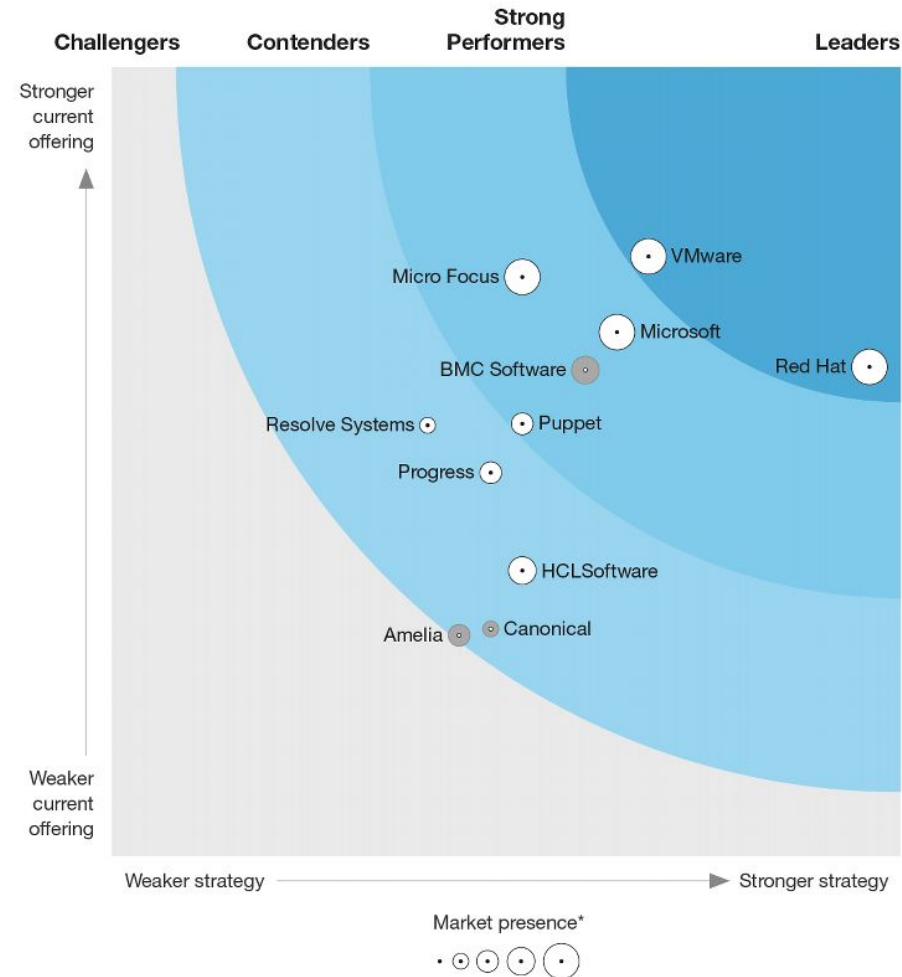 Strong
Challengers Contenders Performers Leaders
Stronger
current
offering
VMware
Micro Focus
Microsoft
Red Hat
BMC Software
Puppet
Resolve Systems
Progress
HCLSoftware
Canonical
Amelia
Weaker
current
offering
Weaker strategy Stronger strategy
Market presence*